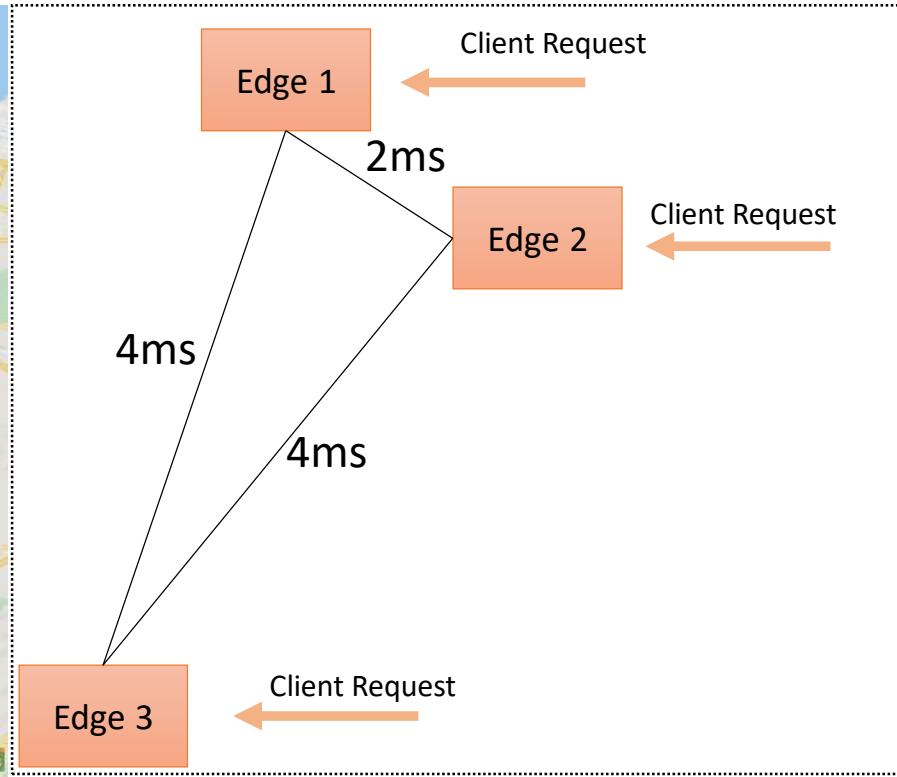 Client Request
Edge 1
2ms
Client Request
Edge 2
4ms
4ms
Client Request
Edge 3